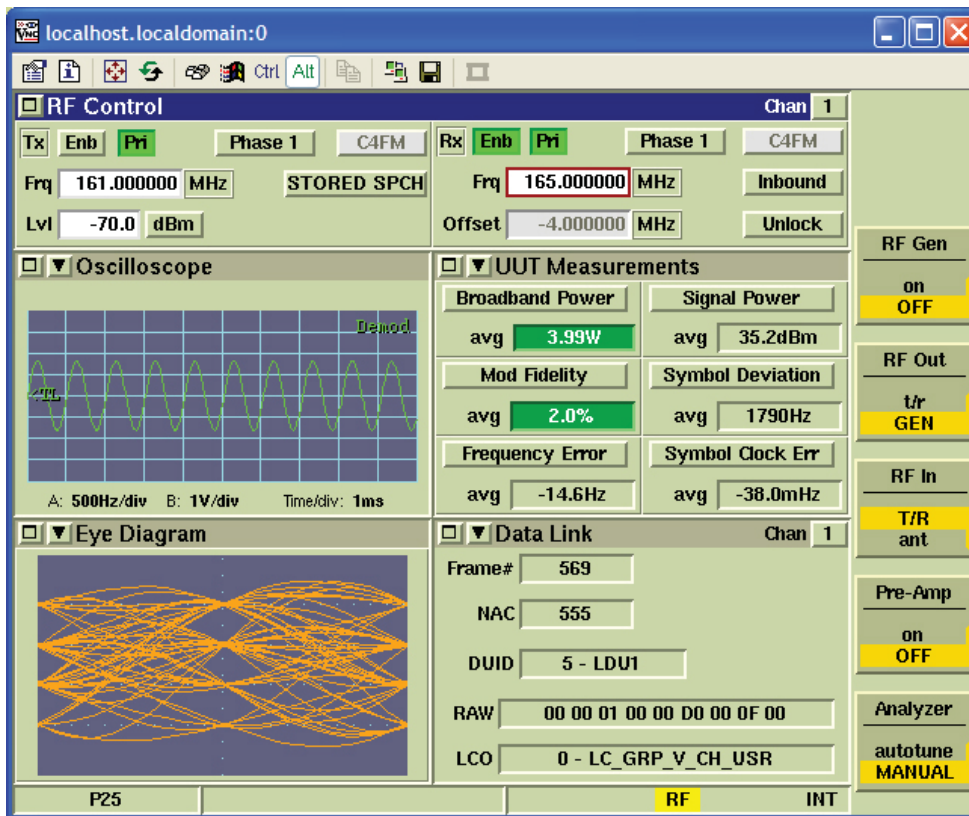 VNC localhost.localdomain:0
Ctrl Alt
RF Control Chan 1
Tx Enb Pri Phase 1 C4FM
Frq 161.000000 MHz STORED SPCH
Lvl -70.0 dBm
Rx Enb Pri Phase 1 C4FM
Frq 165.000000 MHz Inbound
Offset -4.000000 MHz Unlock
Oscilloscope
Demod
<TL
A: 500Hz/div B: 1V/div Time/div: 1ms
UUT Measurements
Broadband Power Signal Power
avg 3.99W avg 35.2dBm
Mod Fidelity Symbol Deviation
avg 2.0% avg 1790Hz
Frequency Error Symbol Clock Err
avg -14.6Hz avg -38.0mHz
Eye Diagram
Data Link Chan 1
Frame# 569
NAC 555
DUID 5 - LDU1
RAW 00 00 01 00 00 D0 00 0F 00
LCO 0 - LC_GRP_V_CH_USR
RF Gen
on
OFF
RF Out
t/r
GEN
RF In
T/R
ant
Pre-Amp
on
OFF
Analyzer
autotune
MANUAL
P25 RF INT